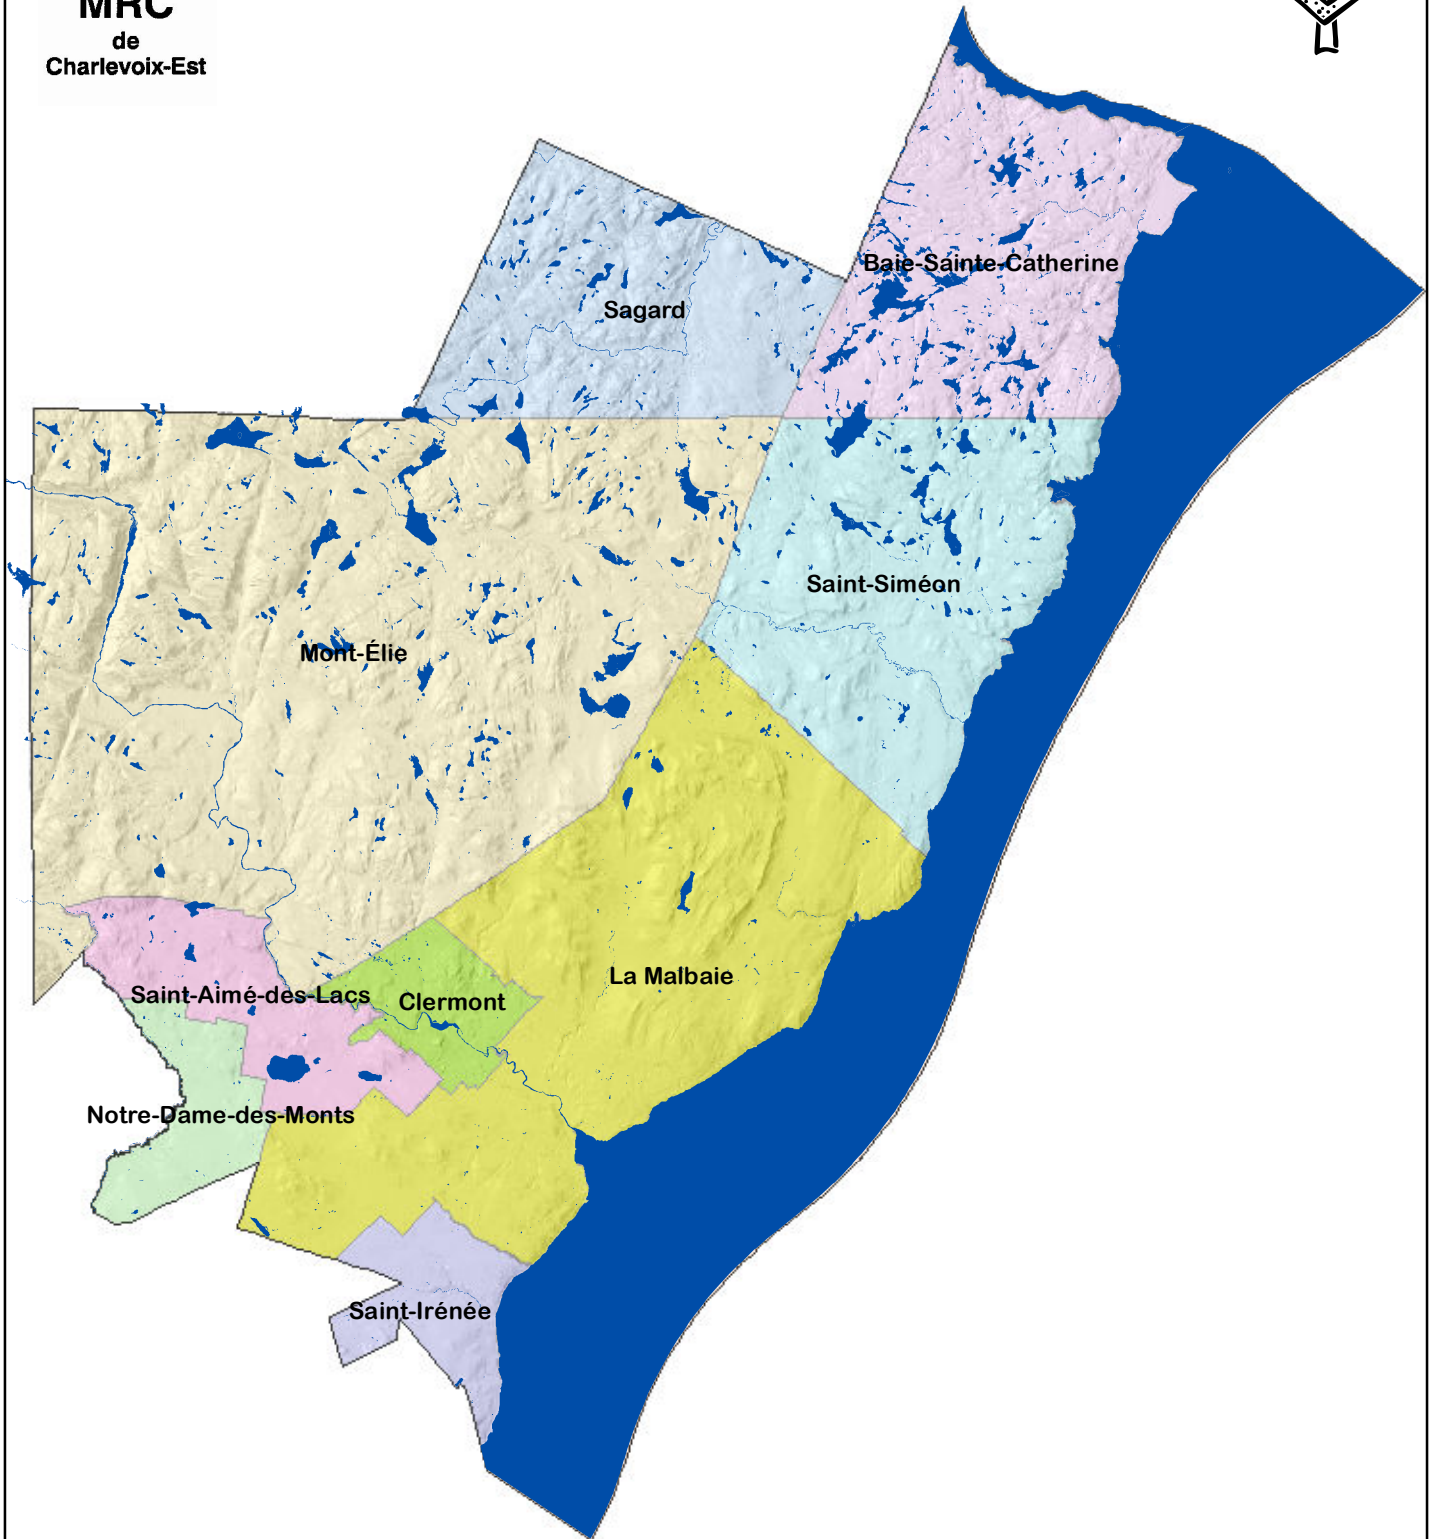 MRC
de
Charlevoix-Est
Baie-Sainte-Catherine
Sagard
Saint-Siméon
Mont-Élie
La Malbaie
Saint-Aimé-des-Lacs
Clermont
Notre-Dame-des-Monts
Saint-Irénée